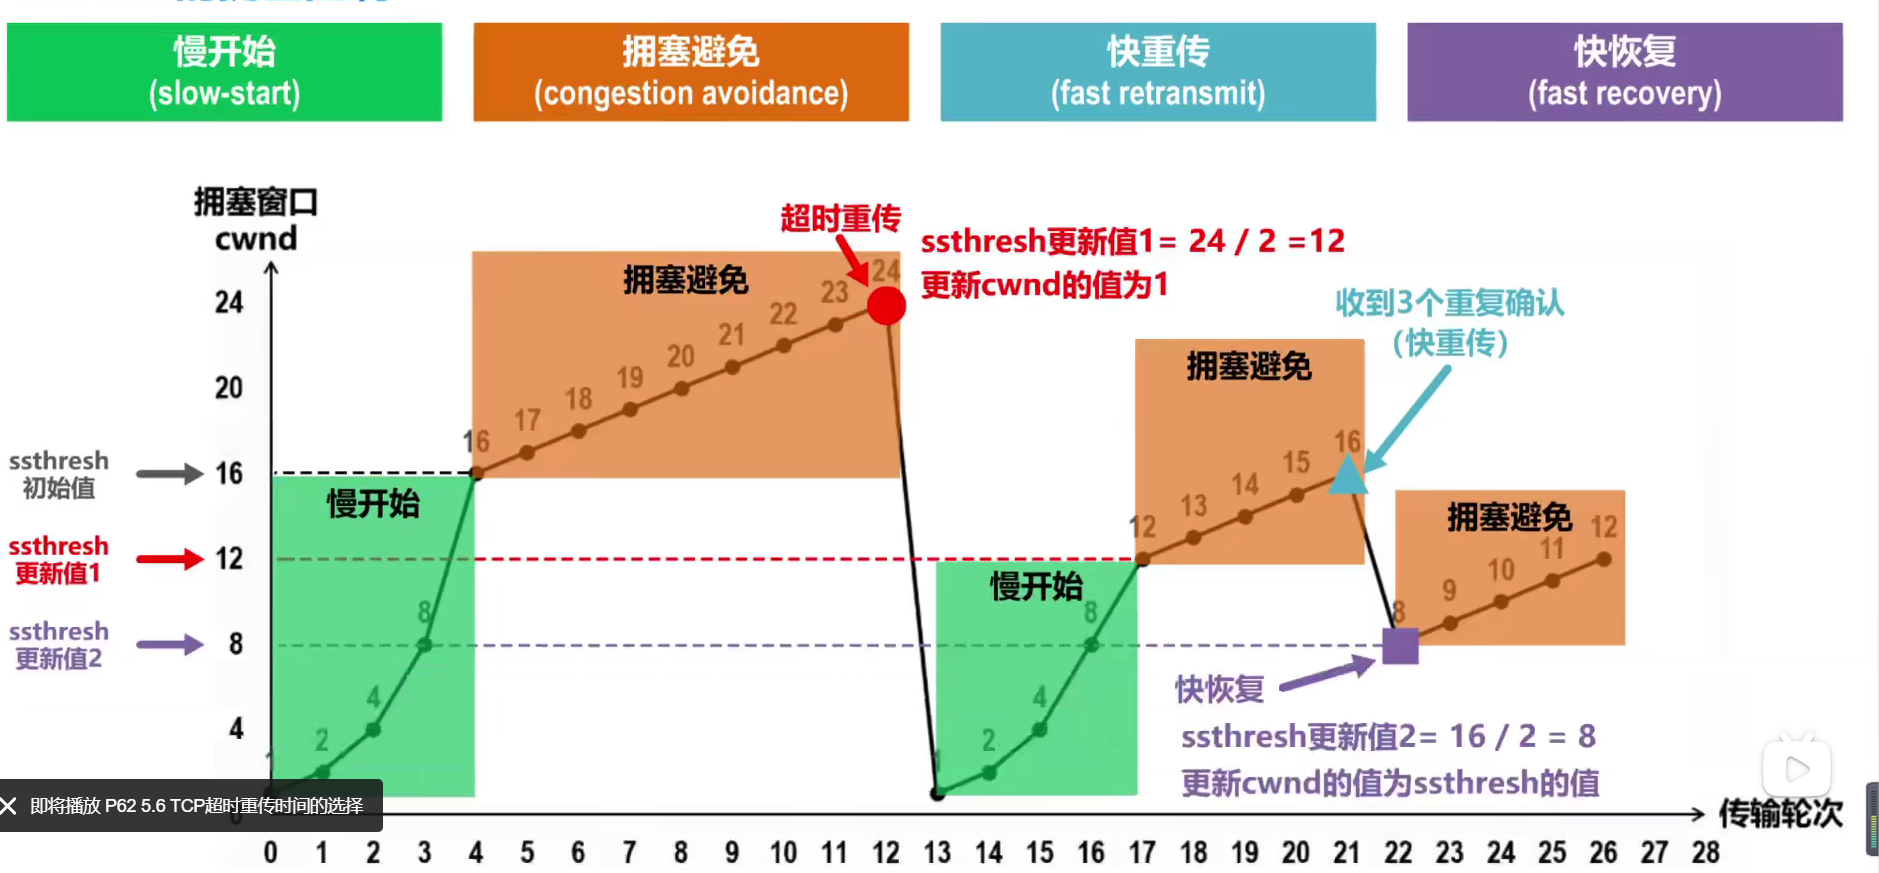 慢开始
(slow-start)
拥塞避免
(congestion avoidance)
快重传
(fast retransmit)
快恢复
(fast recovery)
拥塞窗口
cwnd
超时重传
ssthresh更新值1= 24 / 2 =12
更新cwnd的值为1
收到3个重复确认
（快重传）
拥塞避免
拥塞避免
拥塞避免
慢开始
慢开始
24
20
16
12
8
4
0
ssthresh
初始值
ssthresh
更新值1
ssthresh
更新值2
1
2
4
8
16
17
18
19
20
21
22
23
24
1
2
4
8
12
13
14
15
16
8
9
10
11
12
快恢复
ssthresh更新值2= 16 / 2 = 8
更新cwnd的值为ssthresh的值
即将播放 P62 5.6 TCP超时重传时间的选择
传输轮次
0 1 2 3 4 5 6 7 8 9 10 11 12 13 14 15 16 17 18 19 20 21 22 23 24 25 26 27 28